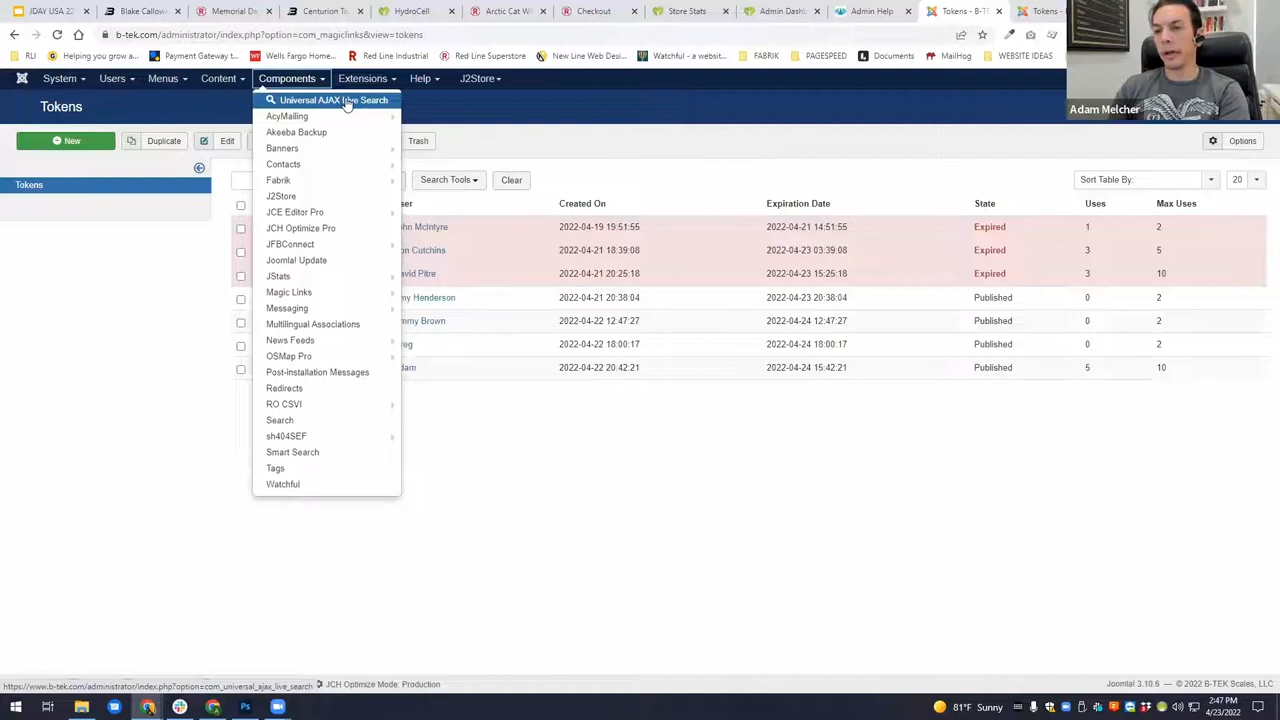 JDAY USA 22
Blake Callow
Memorial Da
Centurion Tr
HydroCell
Arctic Cat W
Checkout
Store Stats
Admin Dashb
Admin Help
Tokens - B-T
Tokens -
b-tek.com/administrator/index.php?option=com_magiclinks&view=tokens
RLI
Helping you grow a...
Payment Gateway -...
Wells Fargo Home...
Red Line Industrial
Red Line Superstore
New Line Web Desi...
Watchful - a websit...
FABRIK
PAGESPEED
Documents
MailHog
WEBSITE IDEAS
System
Users
Menus
Content
Components
Extensions
Help
J2Store
Adam Melcher
Tokens
New
Duplicate
Edit
Trash
Options
Universal AJAX Live Search
AcyMailing
Akeeba Backup
Banners
Contacts
Fabrik
J2Store
JCE Editor Pro
JCH Optimize Pro
JFBConnect
Joomla! Update
JStats
Magic Links
Messaging
Multilingual Associations
News Feeds
OSMap Pro
Post-installation Messages
Redirects
RO CSVI
Search
sh404SEF
Smart Search
Tags
Watchful
Tokens
Search Tools
Clear
Sort Table By:
20
ser Created On Expiration Date State Uses Max Uses
hn McIntyre 2022-04-19 19:51:55 2022-04-21 14:51:55 Expired 1 2
on Cutchins 2022-04-21 18:39:08 2022-04-23 03:39:08 Expired 3 5
avid Pitre 2022-04-21 20:25:18 2022-04-23 15:25:18 Expired 3 10
my Henderson 2022-04-21 20:38:04 2022-04-23 20:38:04 Published 0 2
mmy Brown 2022-04-22 12:47:27 2022-04-24 12:47:27 Published 0 2
reg 2022-04-22 18:00:17 2022-04-24 18:00:17 Published 0 2
dam 2022-04-22 20:42:21 2022-04-24 15:42:21 Published 5 10
https://www.b-tek.com/administrator/index.php?option=com_universal_ajax_live_search
JCH Optimize Mode: Production
Joomla! 3.10.6 — © 2022 B-TEK Scales, LLC
81°F Sunny
2:47 PM
4/23/2022